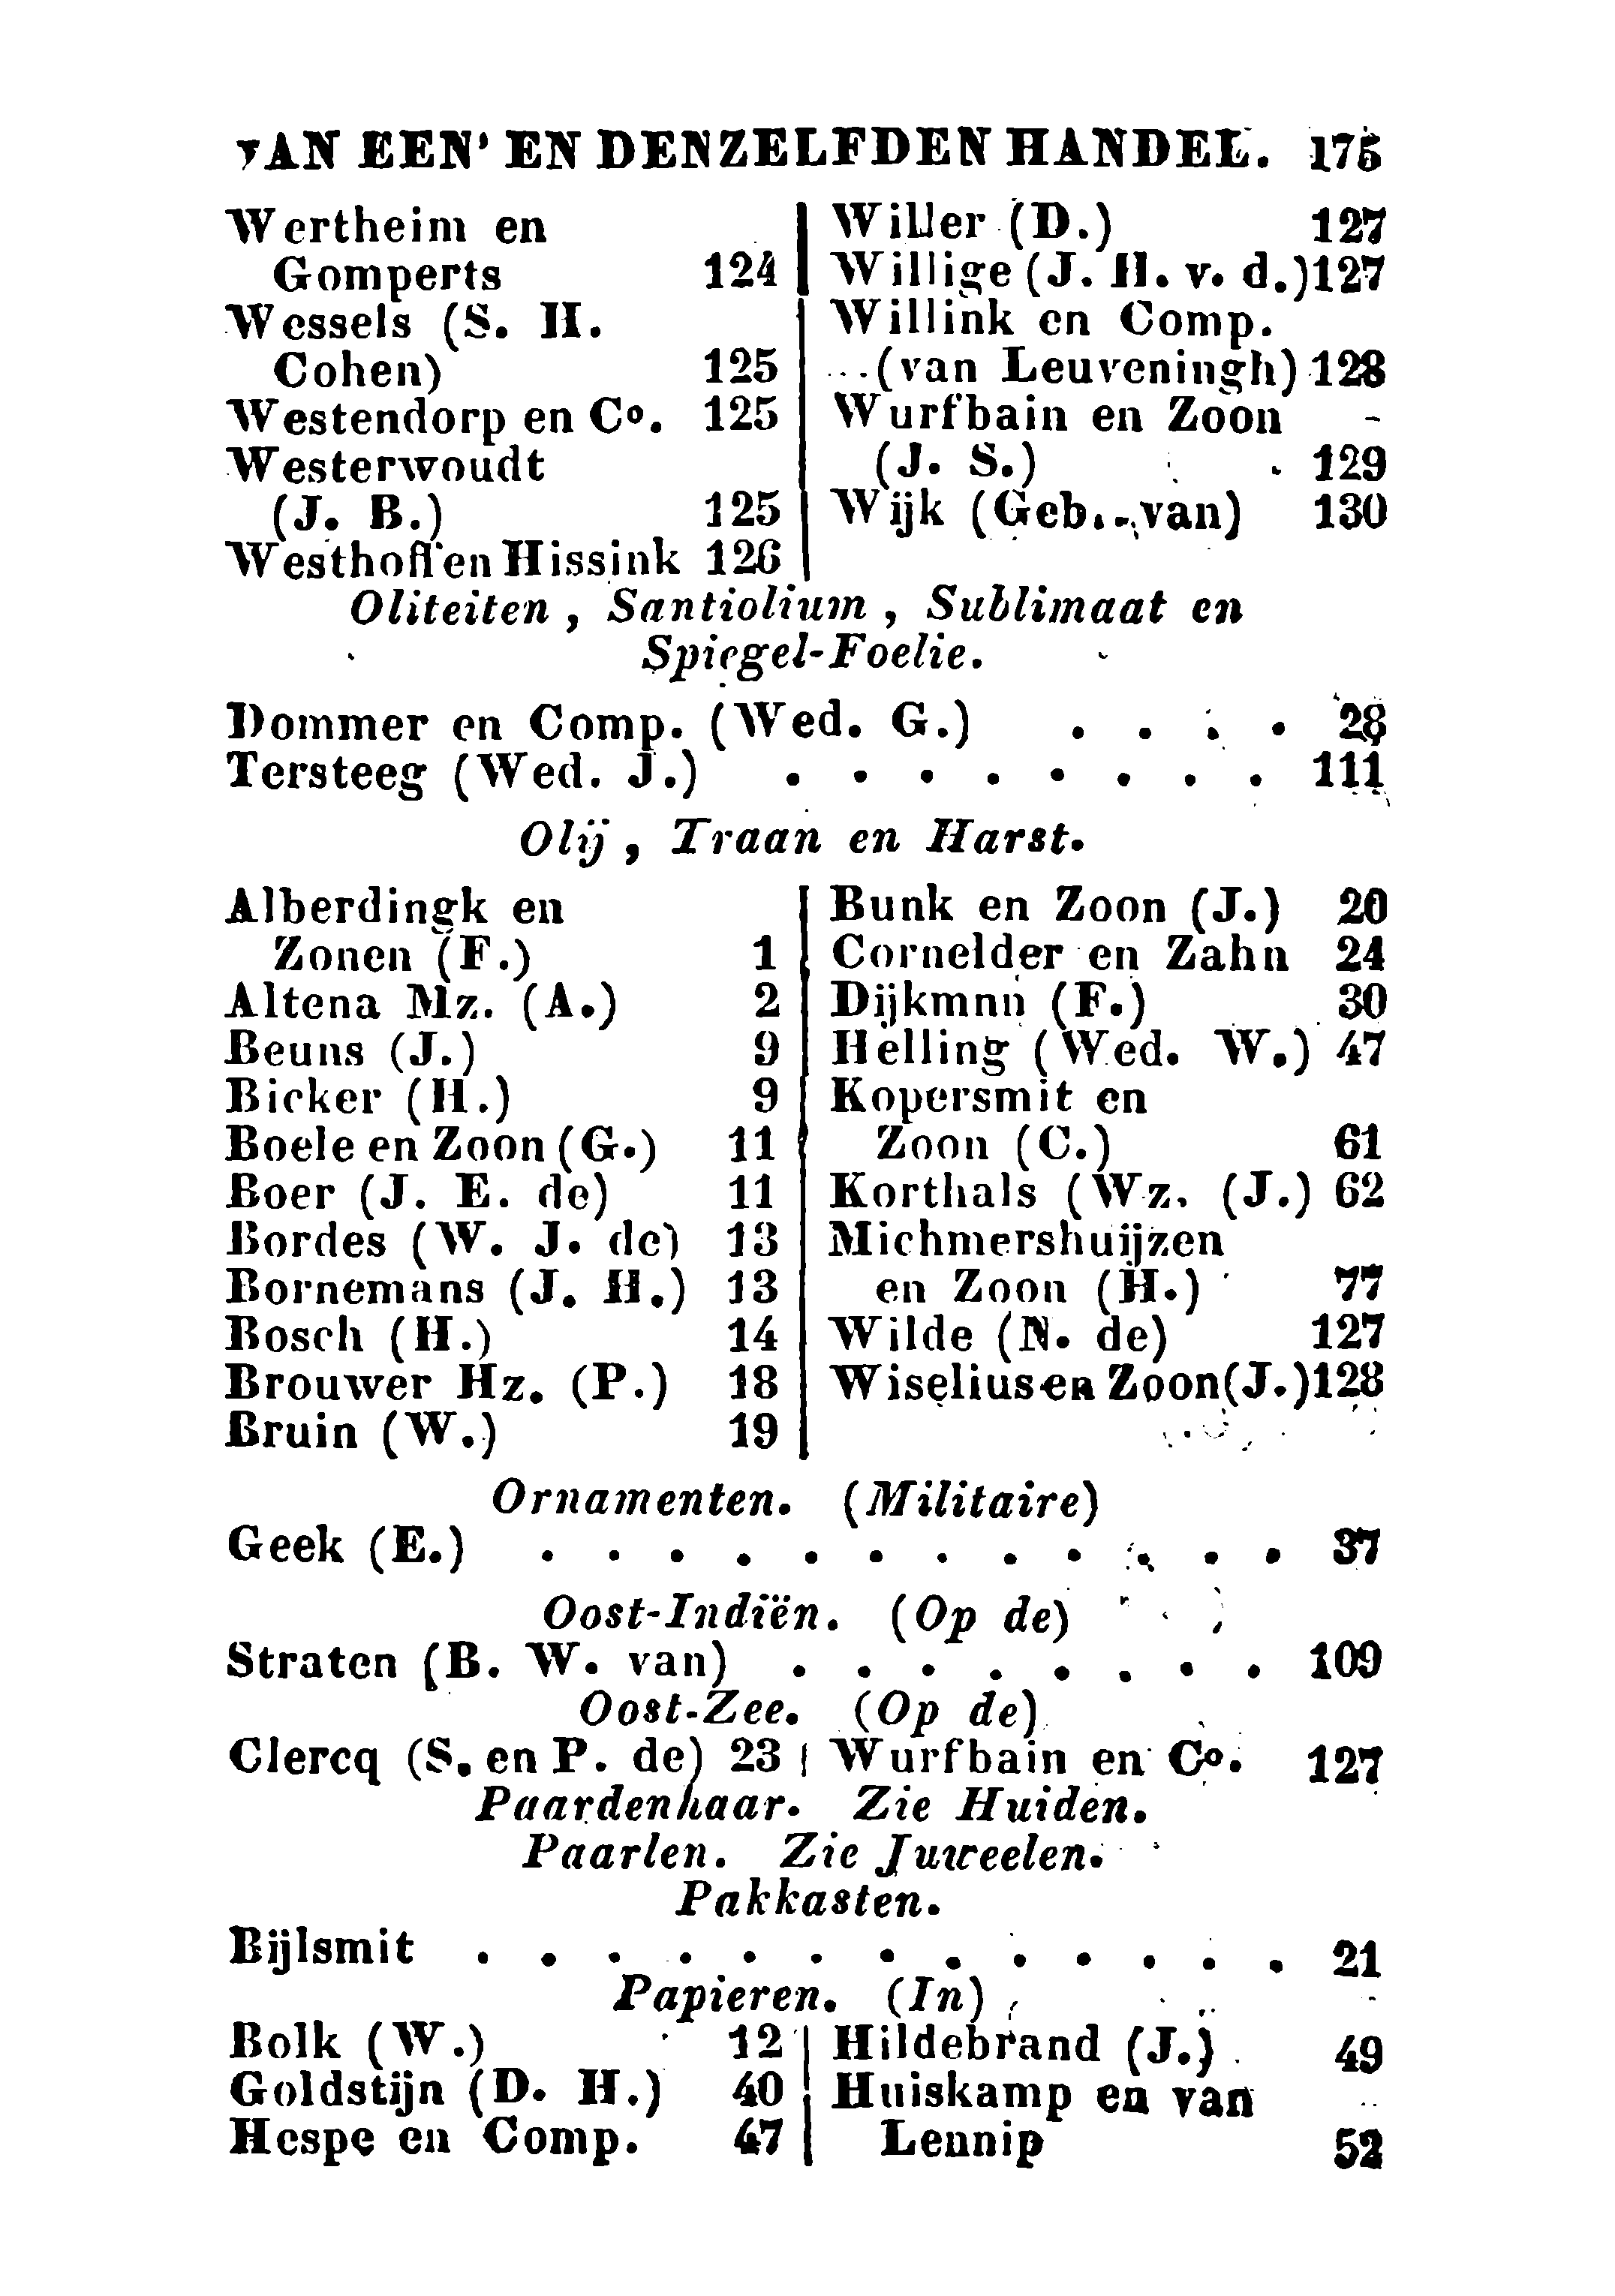 VAN EEN' EN DENZELFDEN HANDEL. 175
Wertheim en
Gomperts 124
Wessels (S. H.
Cohen) 125
Westendorp en Co. 125
Westerwoudt
(J. B.) 125
Westhoff en Hissink 126
Willer (D.) 127
Willige (J. H. v. d.) 127
Willink en Comp.
(van Leuveningh) 128
Wurfbain en Zoon
(J. S.) 129
Wijk (Geb. van) 130
Oliteiten, Santiolium, Sublimaat en
Spiegel-Foelie.
Dommer en Comp. (Wed. G.) . . . . 28
Tersteeg (Wed. J.) . . . . . . . . 111
Olij, Traan en Harst.
Alberdingk en
Zonen (F.) 1
Altena Mz. (A.) 2
Beuns (J.) 9
Bicker (H.) 9
Boele en Zoon (G.) 11
Boer (J. E. de) 11
Bordes (W. J. de) 13
Bornemans (J. H.) 13
Bosch (H.) 14
Brouwer Hz. (P.) 18
Bruin (W.) 19
Bunk en Zoon (J.) 20
Cornelder en Zahn 24
Dijkmnn (F.) 30
Helling (Wed. W.) 47
Kopersmit en
Zoon (C.) 61
Korthals (Wz. (J.) 62
Michmershuijzen
en Zoon (H.) 77
Wilde (N. de) 127
Wiselius en Zoon (J.) 128
Ornamenten. (Militaire)
Geek (E.) . . . . . . . . . . . . 37
Oost-Indiën. (Op de)
Straten (B. W. van) . . . . . . . . 109
Oost-Zee. (Op de)
Clercq (S. en P. de) 23 | Wurfbain en Co. 127
Paardenhaar. Zie Huiden.
Paarlen. Zie Juweelen.
Pakkasten.
Bijlsmit . . . . . . . . . . . . . 21
Papieren. (In)
Bolk (W.) 12
Goldstijn (D. H.) 40
Hespe en Comp. 47
Hildebrand (J.) 49
Huiskamp en van
Lennip 52